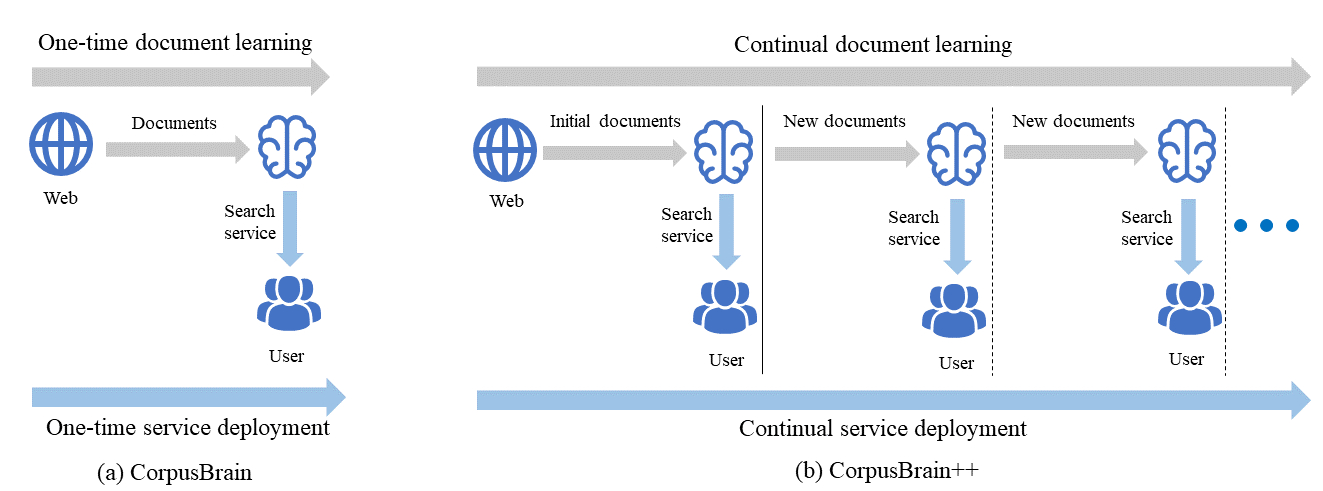 One-time document learning
Documents
Web
Search
service
User
One-time service deployment
(a) CorpusBrain
Continual document learning
Initial documents
New documents
New documents
Web
Search
service
Search
service
Search
service
User
User
User
Continual service deployment
(b) CorpusBrain++